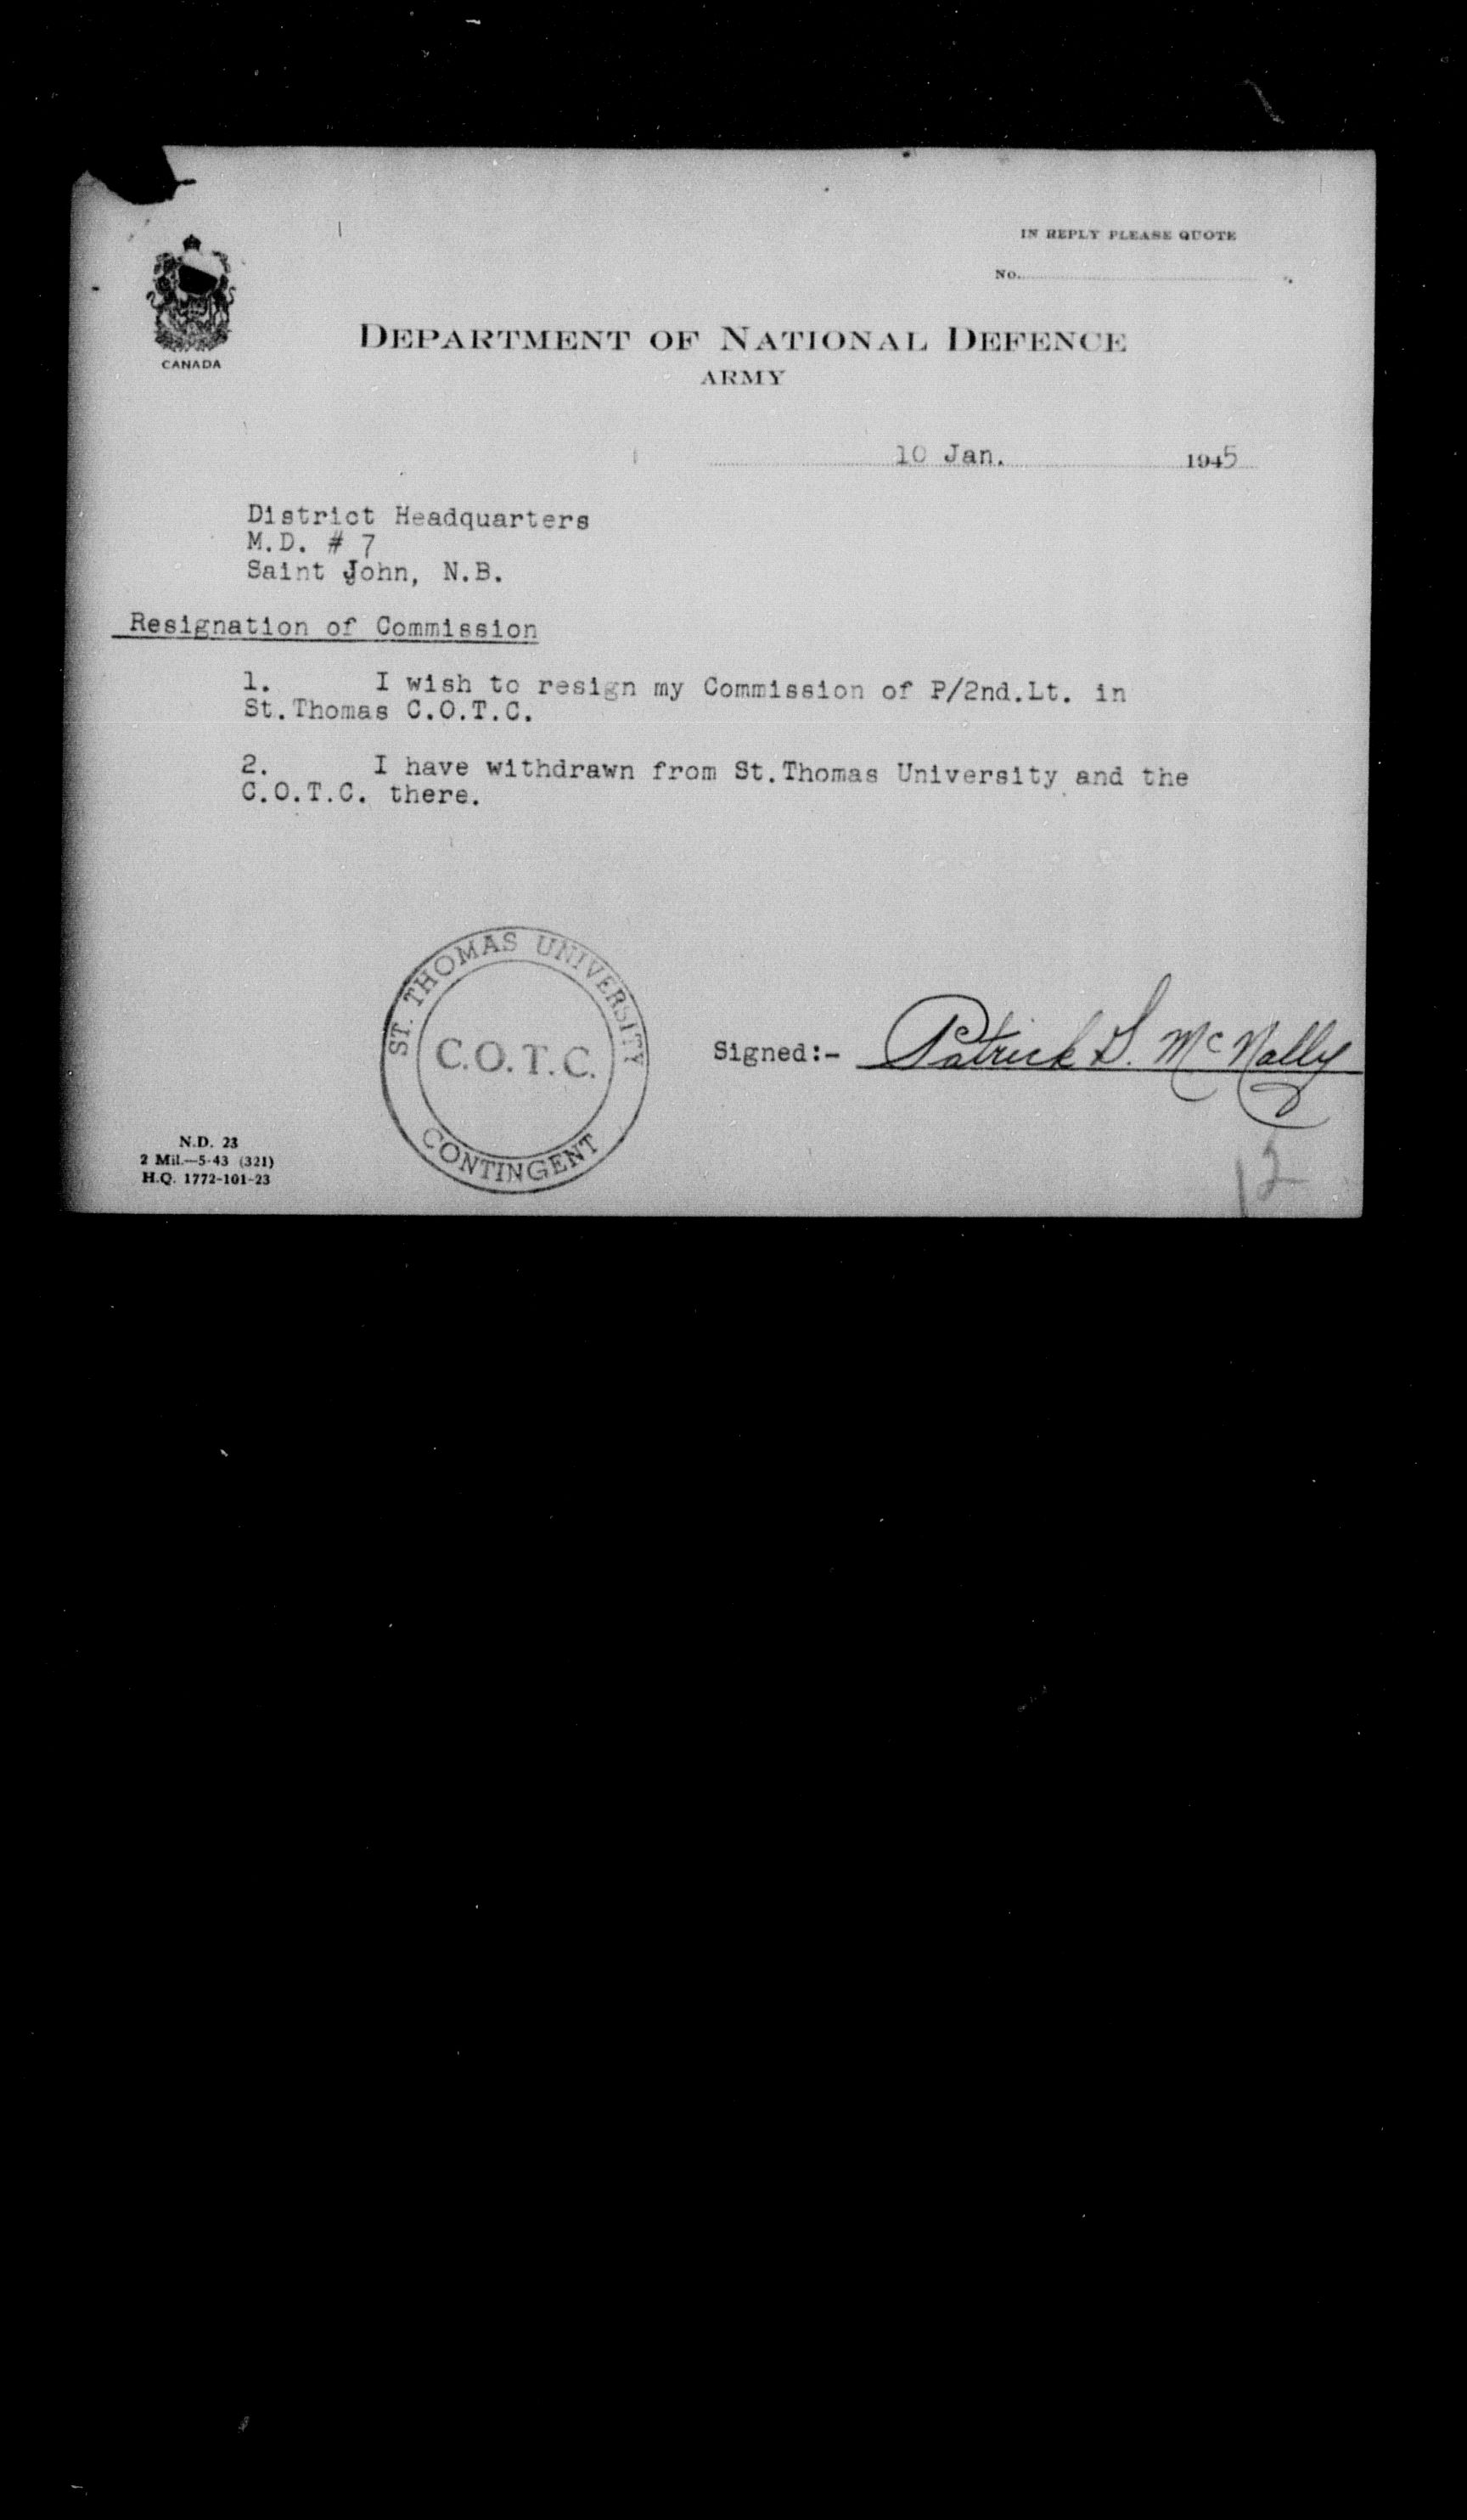 IN REPLY PLEASE QUOTE
No.
CANADA
DEPARTMENT OF NATIONAL DEFENCE
ARMY
10 Jan. 1945
District Headquarters
M.D. # 7
Saint John, N.B.
Resignation of Commission
1. I wish to resign my Commission of P/2nd.Lt. in
St.Thomas C.O.T.C.
2. I have withdrawn from St.Thomas University and the
C.O.T.C. there.
ST. THOMAS UNIVERSITY
C.O.T.C.
CONTINGENT
Signed:- Patrick S. McNally
N.D. 23
2 Mil.—5-43 (321)
H.Q. 1772-101-23
12